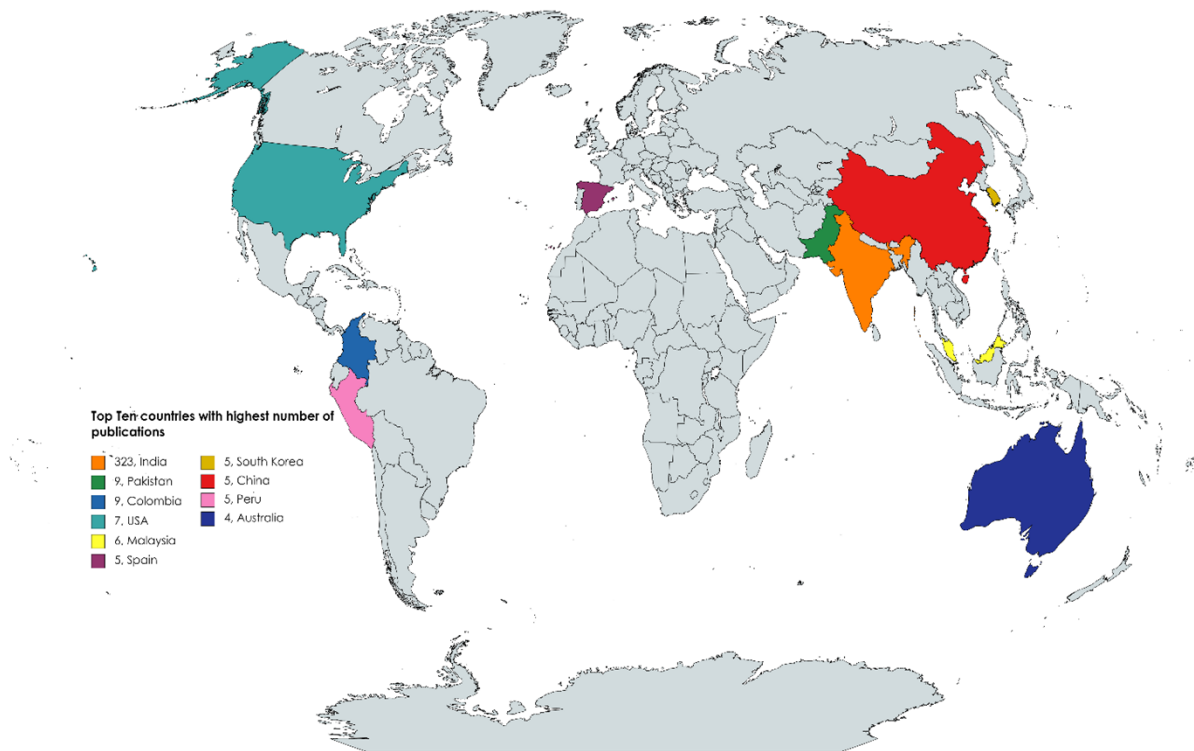 Top Ten countries with highest number of
publications
323, India
9, Pakistan
9, Colombia
7, USA
6, Malaysia
5, Spain
5, South Korea
5, China
5, Peru
4, Australia